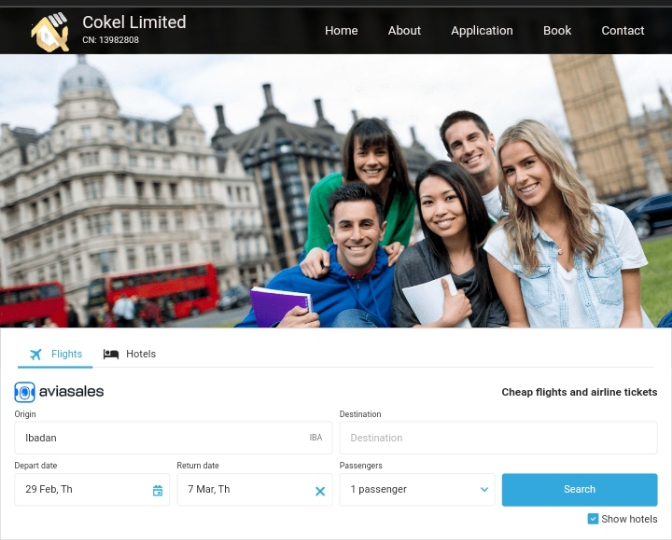 Cokel Limited
CN: 13982808
Home About Application Book Contact
Flights Hotels
aviasales
Cheap flights and airline tickets
Origin Destination
Ibadan IBA Destination
Depart date Return date Passengers
29 Feb, Th 7 Mar, Th 1 passenger Search
Show hotels